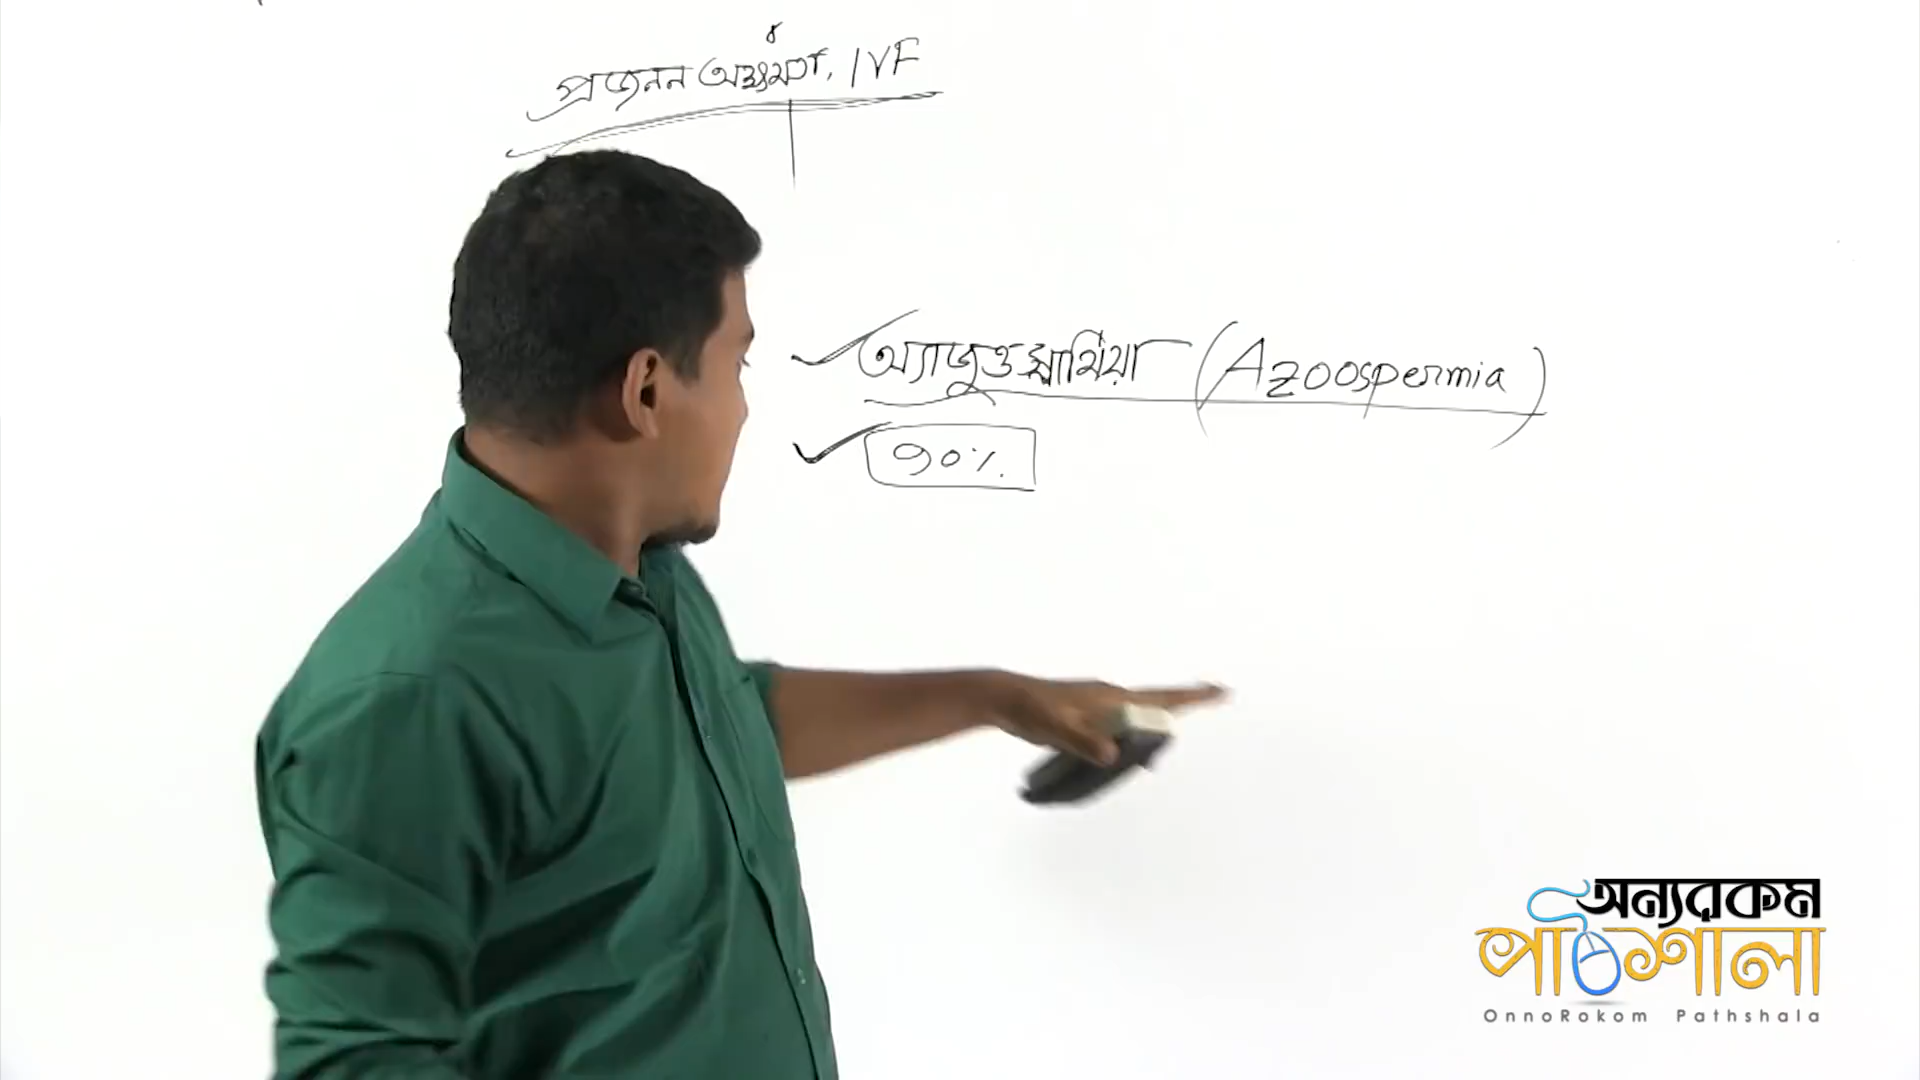 প্রজনন অক্ষমতা, IVF
অ্যাজুওস্পার্মিয়া (Azoospermia)
৭০%
অন্যরকম
পাঠশালা
OnnoRokom Pathshala